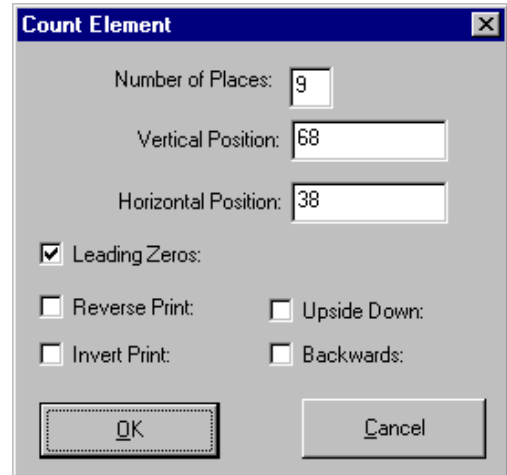 Count Element
Number of Places: 9
Vertical Position: 68
Horizontal Position: 38
Leading Zeros:
Reverse Print: Upside Down:
Invert Print: Backwards:
OK Cancel